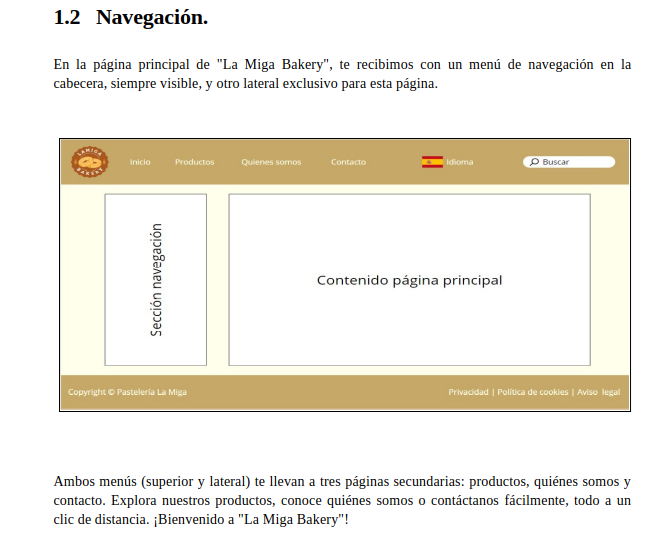 1.2 Navegación.
En la página principal de "La Miga Bakery", te recibimos con un menú de navegación en la
cabecera, siempre visible, y otro lateral exclusivo para esta página.
LA MIGA
BAKERY
Inicio Productos Quienes somos Contacto Idioma Buscar
Sección navegación
Contenido página principal
Copyright © Pastelería La Miga Privacidad | Política de cookies | Aviso legal
Ambos menús (superior y lateral) te llevan a tres páginas secundarias: productos, quiénes somos y
contacto. Explora nuestros productos, conoce quiénes somos o contáctanos fácilmente, todo a un
clic de distancia. ¡Bienvenido a "La Miga Bakery"!